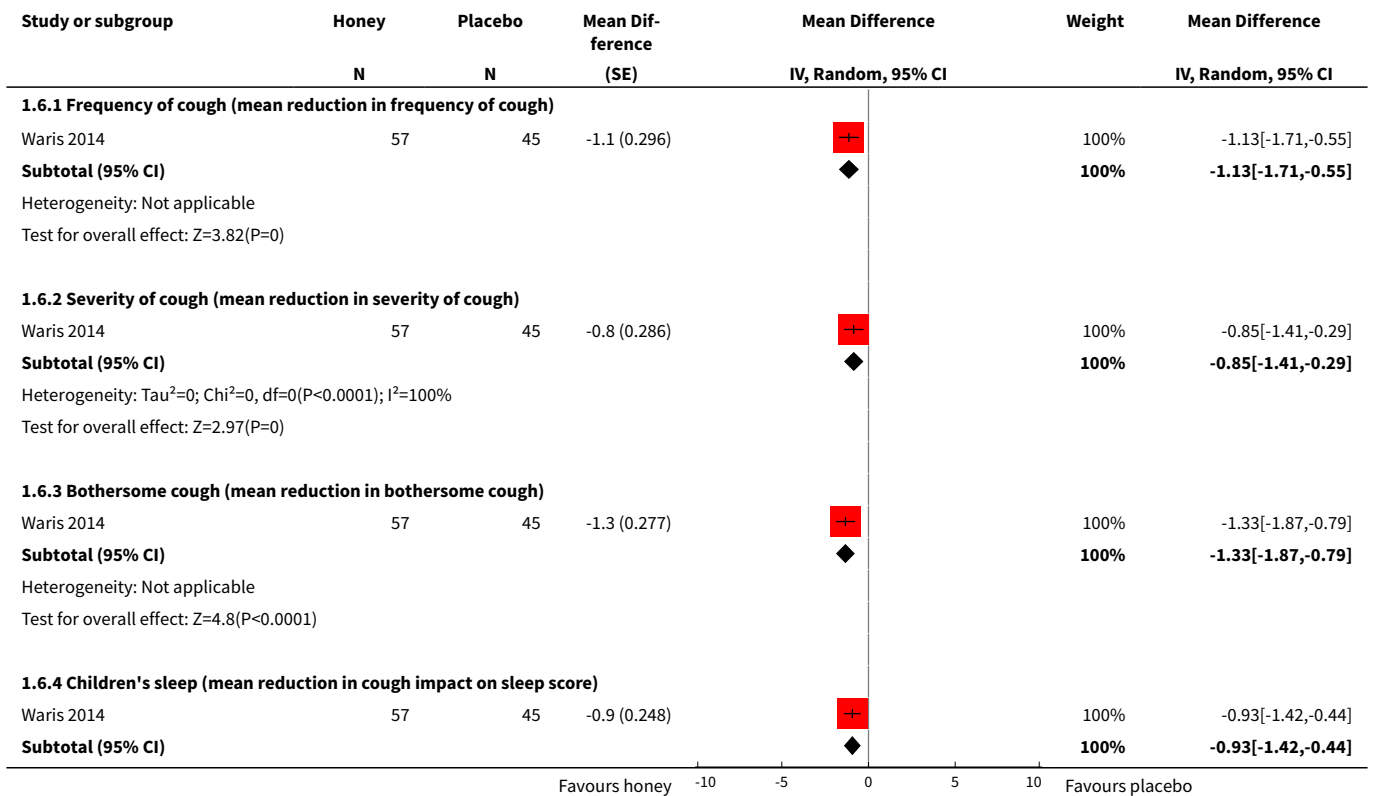 Study or subgroup Honey Placebo Mean Dif- Mean Difference Weight Mean Difference
ference
N N (SE) IV, Random, 95% CI IV, Random, 95% CI
1.6.1 Frequency of cough (mean reduction in frequency of cough)
Waris 2014 57 45 -1.1 (0.296) 100% -1.13[-1.71,-0.55]
Subtotal (95% CI) 100% -1.13[-1.71,-0.55]
Heterogeneity: Not applicable
Test for overall effect: Z=3.82(P=0)
1.6.2 Severity of cough (mean reduction in severity of cough)
Waris 2014 57 45 -0.8 (0.286) 100% -0.85[-1.41,-0.29]
Subtotal (95% CI) 100% -0.85[-1.41,-0.29]
Heterogeneity: Tau²=0; Chi²=0, df=0(P<0.0001); I²=100%
Test for overall effect: Z=2.97(P=0)
1.6.3 Bothersome cough (mean reduction in bothersome cough)
Waris 2014 57 45 -1.3 (0.277) 100% -1.33[-1.87,-0.79]
Subtotal (95% CI) 100% -1.33[-1.87,-0.79]
Heterogeneity: Not applicable
Test for overall effect: Z=4.8(P<0.0001)
1.6.4 Children's sleep (mean reduction in cough impact on sleep score)
Waris 2014 57 45 -0.9 (0.248) 100% -0.93[-1.42,-0.44]
Subtotal (95% CI) 100% -0.93[-1.42,-0.44]
Favours honey -10 -5 0 5 10 Favours placebo